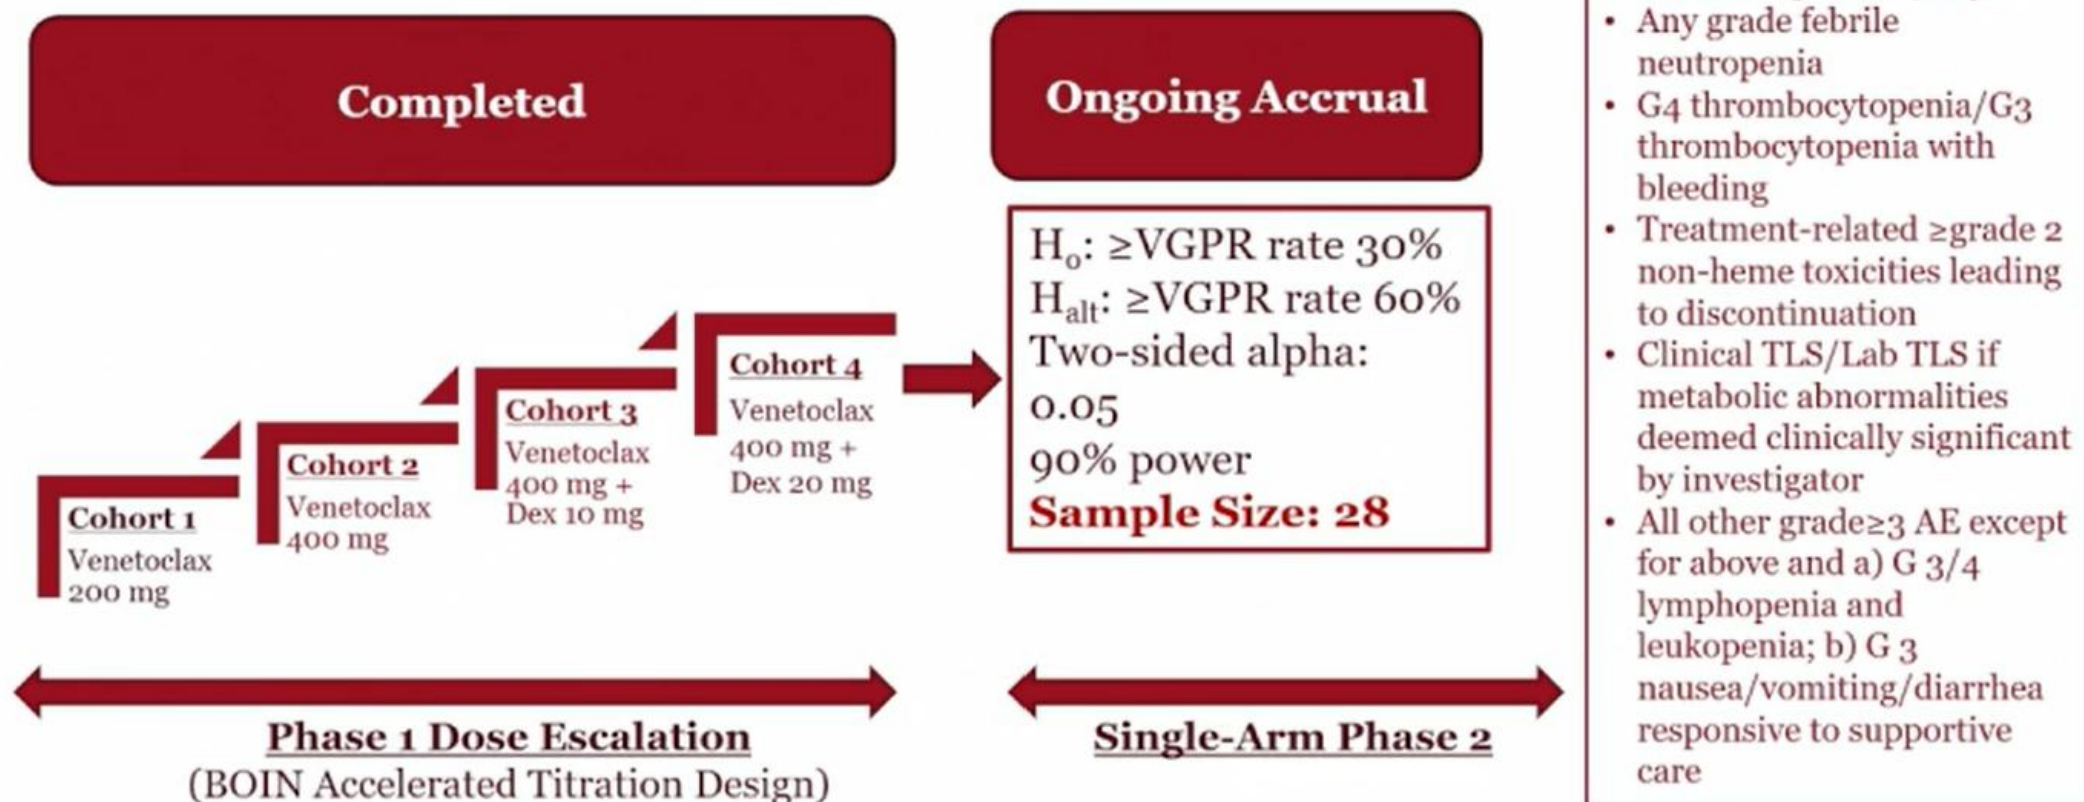 Completed
Ongoing Accrual
H₀: ≥VGPR rate 30%
Hₐₗₜ: ≥VGPR rate 60%
Two-sided alpha:
0.05
90% power
Sample Size: 28
Cohort 1
Venetoclax
200 mg
Cohort 2
Venetoclax
400 mg
Cohort 3
Venetoclax
400 mg +
Dex 10 mg
Cohort 4
Venetoclax
400 mg +
Dex 20 mg
Phase 1 Dose Escalation
(BOIN Accelerated Titration Design)
Single-Arm Phase 2
• Any grade febrile
neutropenia
• G4 thrombocytopenia/G3
thrombocytopenia with
bleeding
• Treatment-related ≥grade 2
non-heme toxicities leading
to discontinuation
• Clinical TLS/Lab TLS if
metabolic abnormalities
deemed clinically significant
by investigator
• All other grade≥3 AE except
for above and a) G 3/4
lymphopenia and
leukopenia; b) G 3
nausea/vomiting/diarrhea
responsive to supportive
care